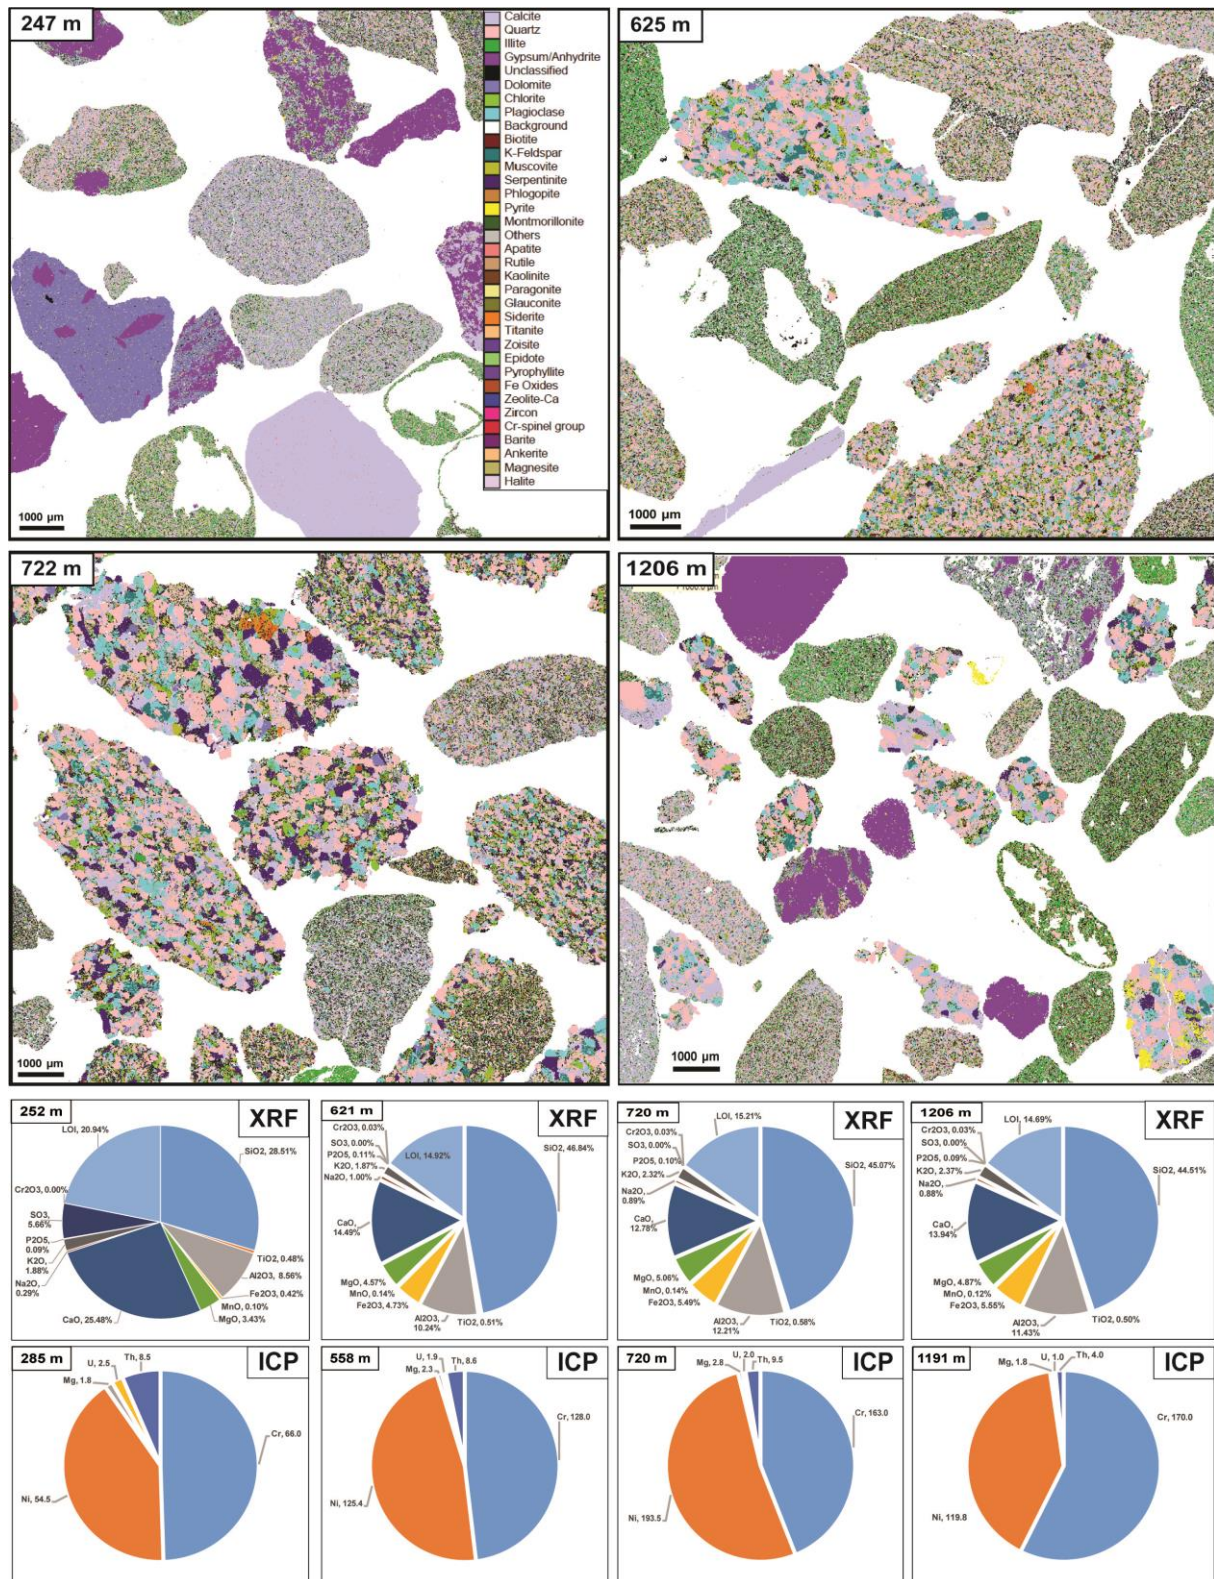 247 m
Calcite
Quartz
Illite
Gypsum/Anhydrite
Unclassified
Dolomite
Chlorite
Plagioclase
Background
Biotite
K-Feldspar
Muscovite
Serpentinite
Phlogopite
Pyrite
Montmorillonite
Others
Apatite
Rutile
Kaolinite
Paragonite
Glauconite
Siderite
Titanite
Zoisite
Epidote
Pyrophyllite
Fe Oxides
Zeolite-Ca
Zircon
Cr-spinel group
Barite
Ankerite
Magnesite
Halite
1000 µm
625 m
1000 µm
722 m
1000 µm
1206 m
1000 µm
252 m
XRF
LOI, 20.94%
SiO2, 28.51%
Cr2O3, 0.00%
SO3,
5.66%
P2O5,
0.09%
K2O,
1.88%
Na2O,
0.29%
CaO, 25.48%
TiO2, 0.48%
Al2O3, 8.56%
Fe2O3, 0.42%
MnO, 0.10%
MgO, 3.43%
621 m
XRF
Cr2O3, 0.03%
SO3, 0.00%
P2O5, 0.11%
K2O, 1.87%
Na2O, 1.00%
LOI, 14.92%
SiO2, 46.84%
CaO,
14.49%
MgO, 4.57%
MnO, 0.14%
Fe2O3, 4.73%
Al2O3,
10.24%
TiO2, 0.51%
720 m
XRF
LOI, 15.21%
Cr2O3, 0.03%
SO3, 0.00%
P2O5, 0.10%
K2O, 2.32%
Na2O,
0.89%
SiO2, 45.07%
CaO,
12.78%
MgO, 5.06%
MnO, 0.14%
Fe2O3, 5.49%
Al2O3,
12.21%
TiO2, 0.58%
1206 m
XRF
LOI, 14.69%
Cr2O3, 0.03%
SO3, 0.00%
P2O5, 0.09%
K2O, 2.37%
Na2O,
0.88%
SiO2, 44.51%
CaO,
13.94%
MgO, 4.87%
MnO, 0.12%
Fe2O3, 5.55%
Al2O3,
11.43%
TiO2, 0.50%
285 m
ICP
U, 2.5
Th, 8.5
Mg, 1.8
Cr, 66.0
Ni, 54.5
558 m
ICP
U, 1.9
Th, 8.6
Mg, 2.3
Cr, 128.0
Ni, 125.4
720 m
ICP
U, 2.0
Mg, 2.8
Th, 9.5
Cr, 163.0
Ni, 193.5
1191 m
ICP
U, 1.0
Mg, 1.8
Th, 4.0
Cr, 170.0
Ni, 119.8